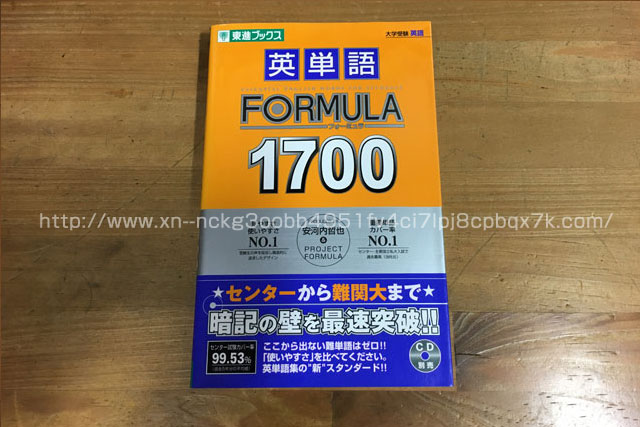 東進ブックス
大学受験 英語
英単語
FORMULA
フォーミュラ
1700
使いやすさ
NO.1
安河内哲也
&
PROJECT
FORMULA
カバー率
NO.1
★センターから難関大まで★
暗記の壁を最速突破!!
センター試験カバー率
99.53%
ここから出ない難単語はゼロ!!
「使いやすさ」を比べてください。
英単語集の"新"スタンダード!!
CD
別売